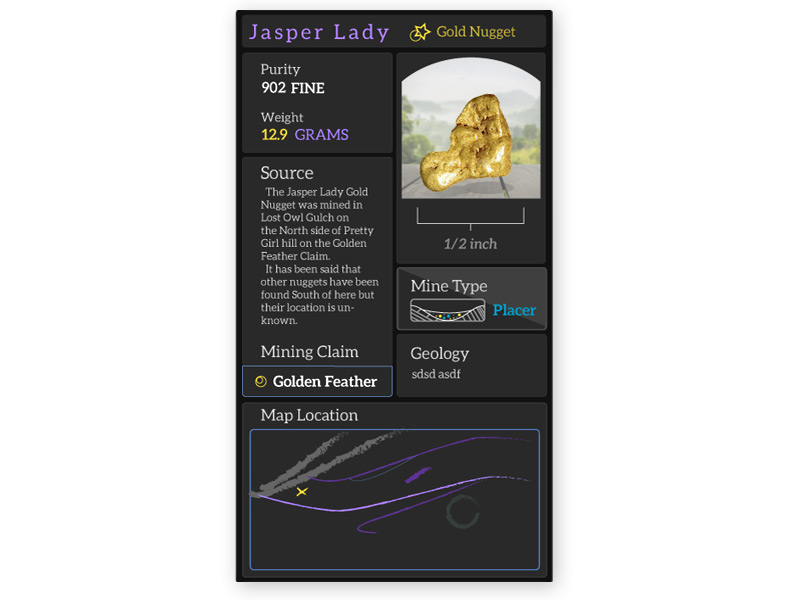 Jasper Lady
Gold Nugget
Purity
902 FINE
Weight
12.9 GRAMS
Source
The Jasper Lady Gold
Nugget was mined in
Lost Owl Gulch on
the North side of Pretty
Girl hill on the Golden
Feather Claim.
It has been said that
other nuggets have been
found South of here but
their location is un-
known.
Mining Claim
Golden Feather
1/2 inch
Mine Type
Placer
Geology
sdsd asdf
Map Location